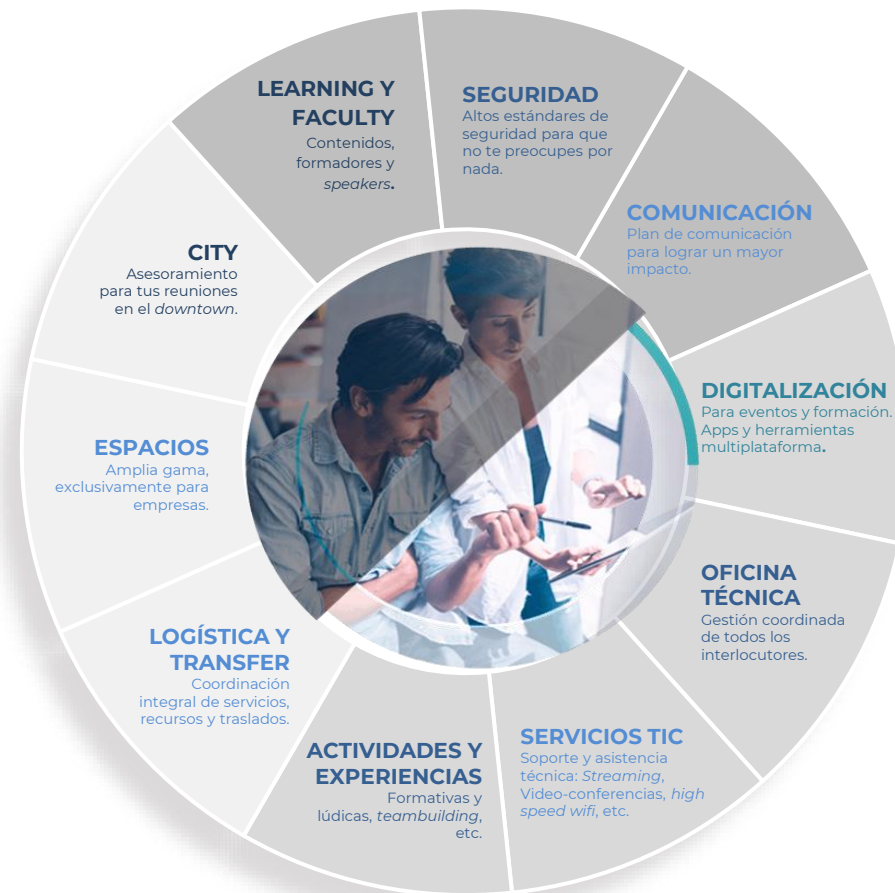 LEARNING Y
FACULTY
Contenidos,
formadores y
speakers.
SEGURIDAD
Altos estándares de
seguridad para que
no te preocupes por
nada.
COMUNICACIÓN
Plan de comunicación
para lograr un mayor
impacto.
DIGITALIZACIÓN
Para eventos y formación.
Apps y herramientas
multiplataforma.
OFICINA
TÉCNICA
Gestión coordinada
de todos los
interlocutores.
SERVICIOS TIC
Soporte y asistencia
técnica: Streaming,
Video-conferencias, high
speed wifi, etc.
ACTIVIDADES Y
EXPERIENCIAS
Formativas y
lúdicas, teambuilding,
etc.
LOGÍSTICA Y
TRANSFER
Coordinación
integral de servicios,
recursos y traslados.
ESPACIOS
Amplia gama,
exclusivamente para
empresas.
CITY
Asesoramiento
para tus reuniones
en el downtown.